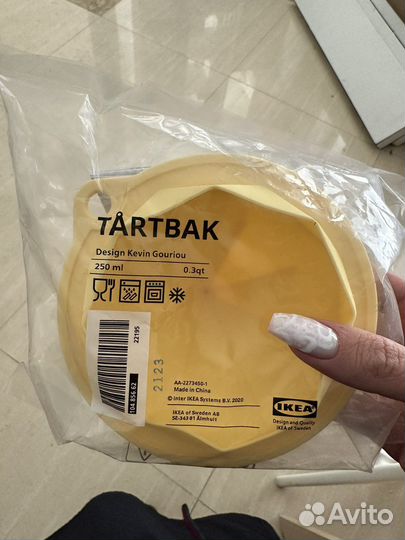 TÅRTBAK
Design Kevin Gouriou
250 ml 0.3qt
22195
104.856.62
2123
AA-2273450-1
Made in China
© Inter IKEA Systems B.V. 2020
IKEA of Sweden AB
SE-343 81 Älmhult
IKEA
Design and Quality
IKEA of Sweden
Avito